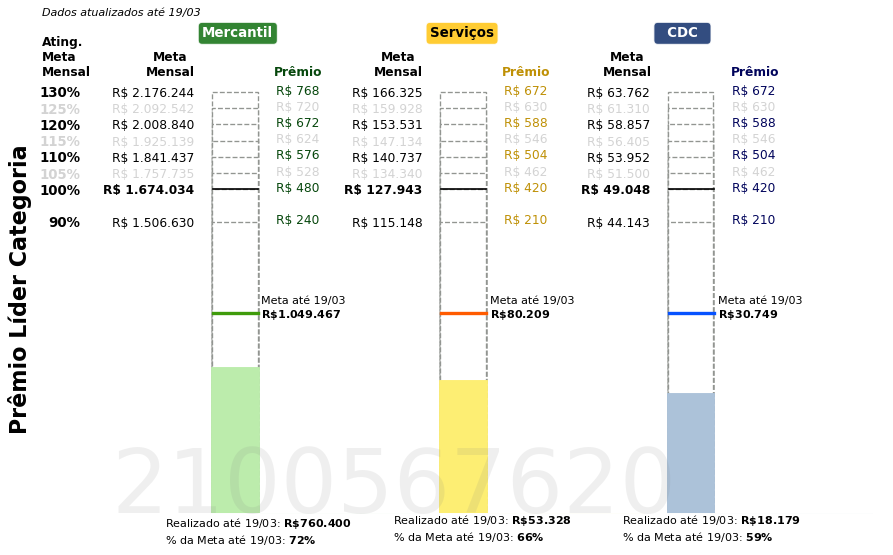 Dados atualizados até 19/03
Mercantil Serviços CDC
Ating. Meta Mensal Meta Mensal Prêmio Meta Mensal Prêmio Meta Mensal Prêmio
130% R$ 2.176.244 R$ 768 R$ 166.325 R$ 672 R$ 63.762 R$ 672
125% R$ 2.092.542 R$ 720 R$ 159.928 R$ 630 R$ 61.310 R$ 630
120% R$ 2.008.840 R$ 672 R$ 153.531 R$ 588 R$ 58.857 R$ 588
115% R$ 1.925.139 R$ 624 R$ 147.134 R$ 546 R$ 56.405 R$ 546
110% R$ 1.841.437 R$ 576 R$ 140.737 R$ 504 R$ 53.952 R$ 504
105% R$ 1.757.735 R$ 528 R$ 134.340 R$ 462 R$ 51.500 R$ 462
100% R$ 1.674.034 R$ 480 R$ 127.943 R$ 420 R$ 49.048 R$ 420
90% R$ 1.506.630 R$ 240 R$ 115.148 R$ 210 R$ 44.143 R$ 210
Prêmio Líder Categoria
Meta até 19/03 Meta até 19/03 Meta até 19/03
R$1.049.467 R$80.209 R$30.749
2100567620
Realizado até 19/03: R$760.400 Realizado até 19/03: R$53.328 Realizado até 19/03: R$18.179
% da Meta até 19/03: 72% % da Meta até 19/03: 66% % da Meta até 19/03: 59%